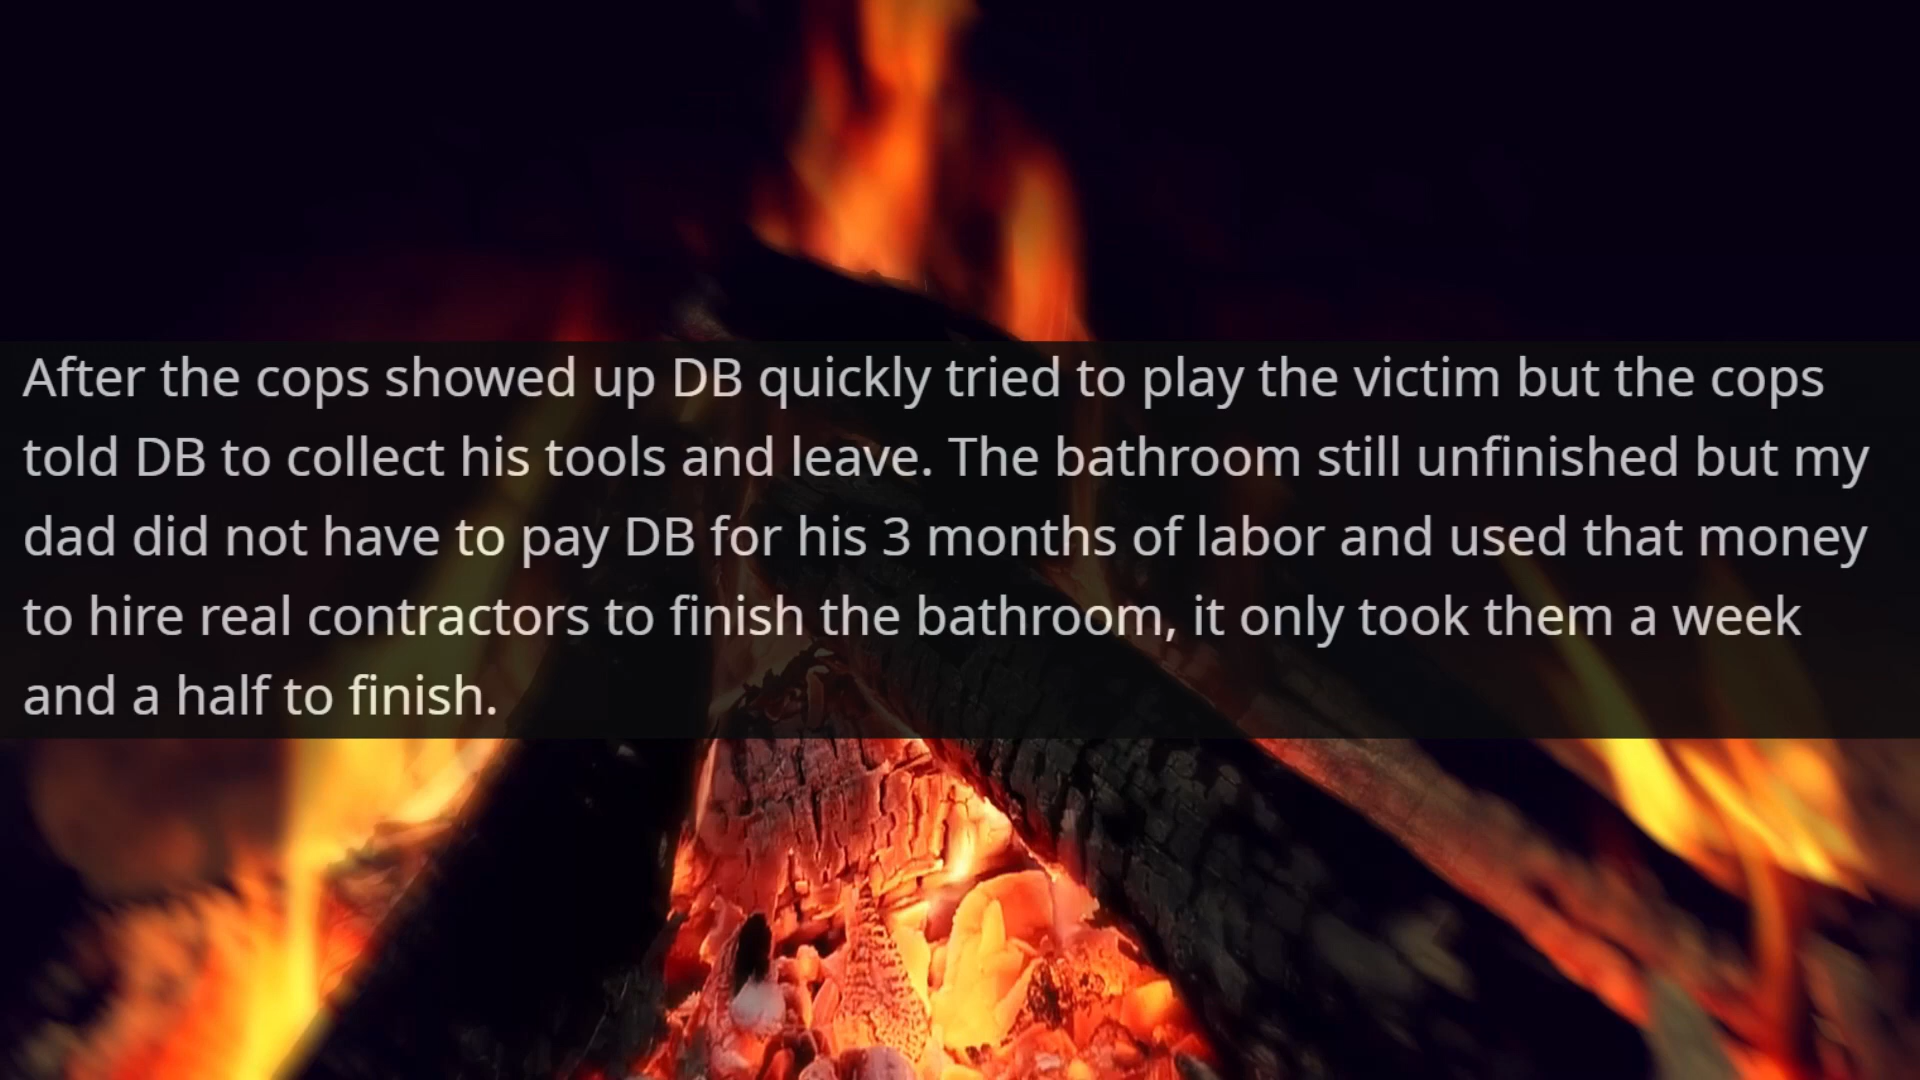 After the cops showed up DB quickly tried to play the victim but the cops
told DB to collect his tools and leave. The bathroom still unfinished but my
dad did not have to pay DB for his 3 months of labor and used that money
to hire real contractors to finish the bathroom, it only took them a week
and a half to finish.